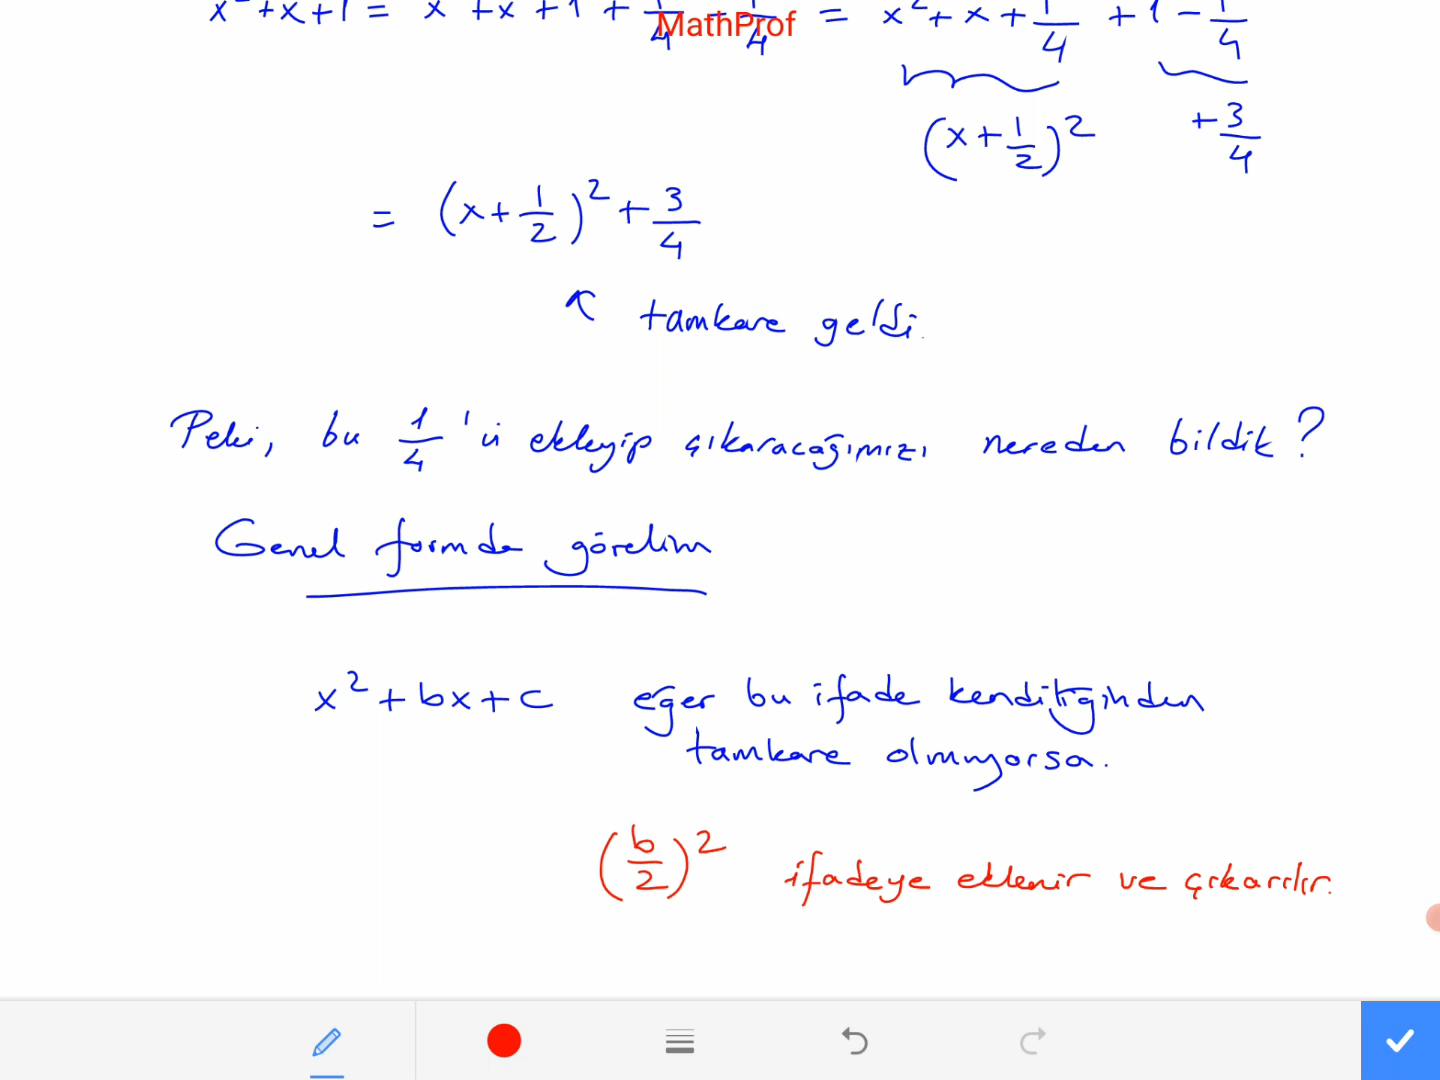 x² + x + 1 = x² + x + 1 + 1/4 - 1/4 = x² + x + 1/4 + 1 - 1/4
MathProf
(x + 1/2)² + 3/4
= (x + 1/2)² + 3/4
tamkare geldi.
Peki, bu 1/4 'ü ekleyip çıkaracağımızı nereden bildik?
Genel formda görelim
x² + bx + c eğer bu ifade kendiliğinden
tamkare olmuyorsa.
(b/2)² ifadeye eklenir ve çıkarılır.